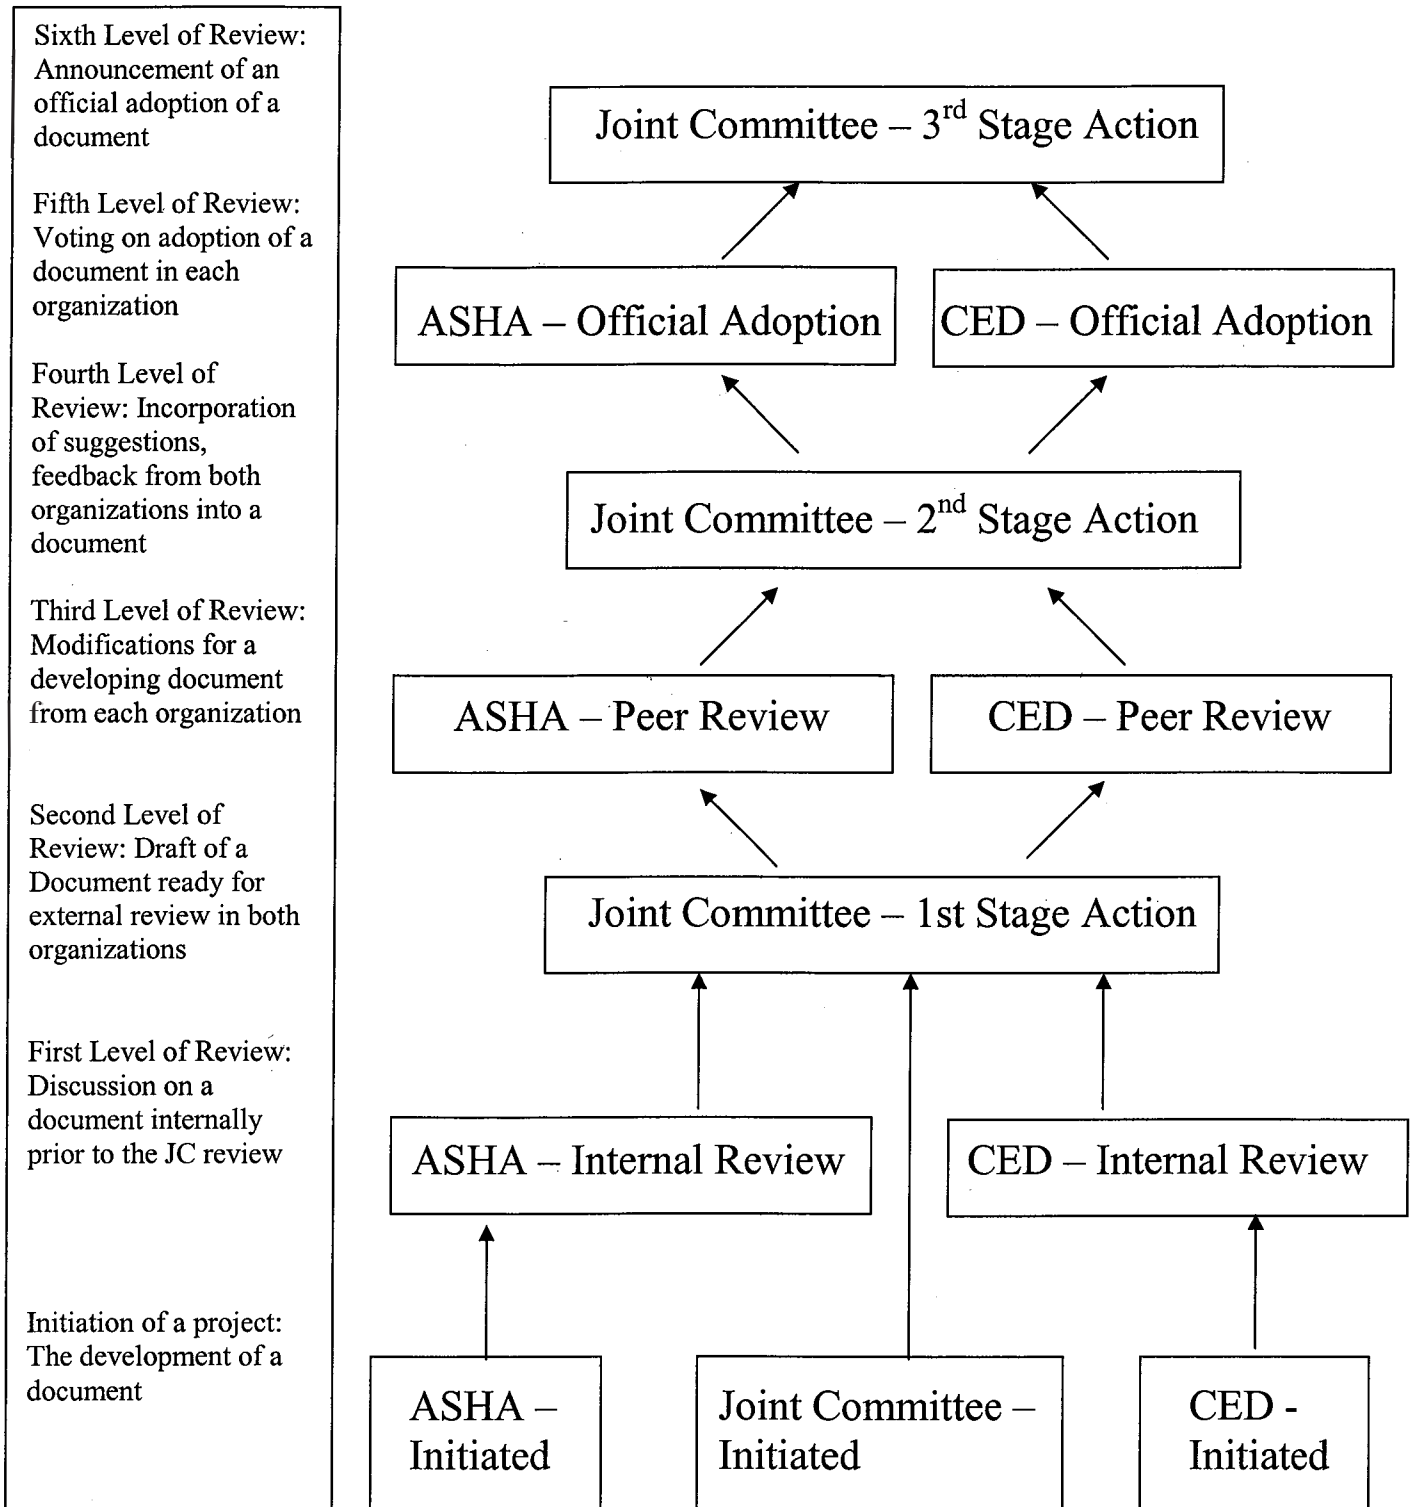 Sixth Level of Review:
Announcement of an
official adoption of a
document
Fifth Level of Review:
Voting on adoption of a
document in each
organization
Fourth Level of
Review: Incorporation
of suggestions,
feedback from both
organizations into a
document
Third Level of Review:
Modifications for a
developing document
from each organization
Second Level of
Review: Draft of a
Document ready for
external review in both
organizations
First Level of Review:
Discussion on a
document internally
prior to the JC review
Initiation of a project:
The development of a
document
Joint Committee – 3rd Stage Action
ASHA – Official Adoption
CED – Official Adoption
Joint Committee – 2nd Stage Action
ASHA – Peer Review
CED – Peer Review
Joint Committee – 1st Stage Action
ASHA – Internal Review
CED – Internal Review
ASHA –
Initiated
Joint Committee –
Initiated
CED -
Initiated